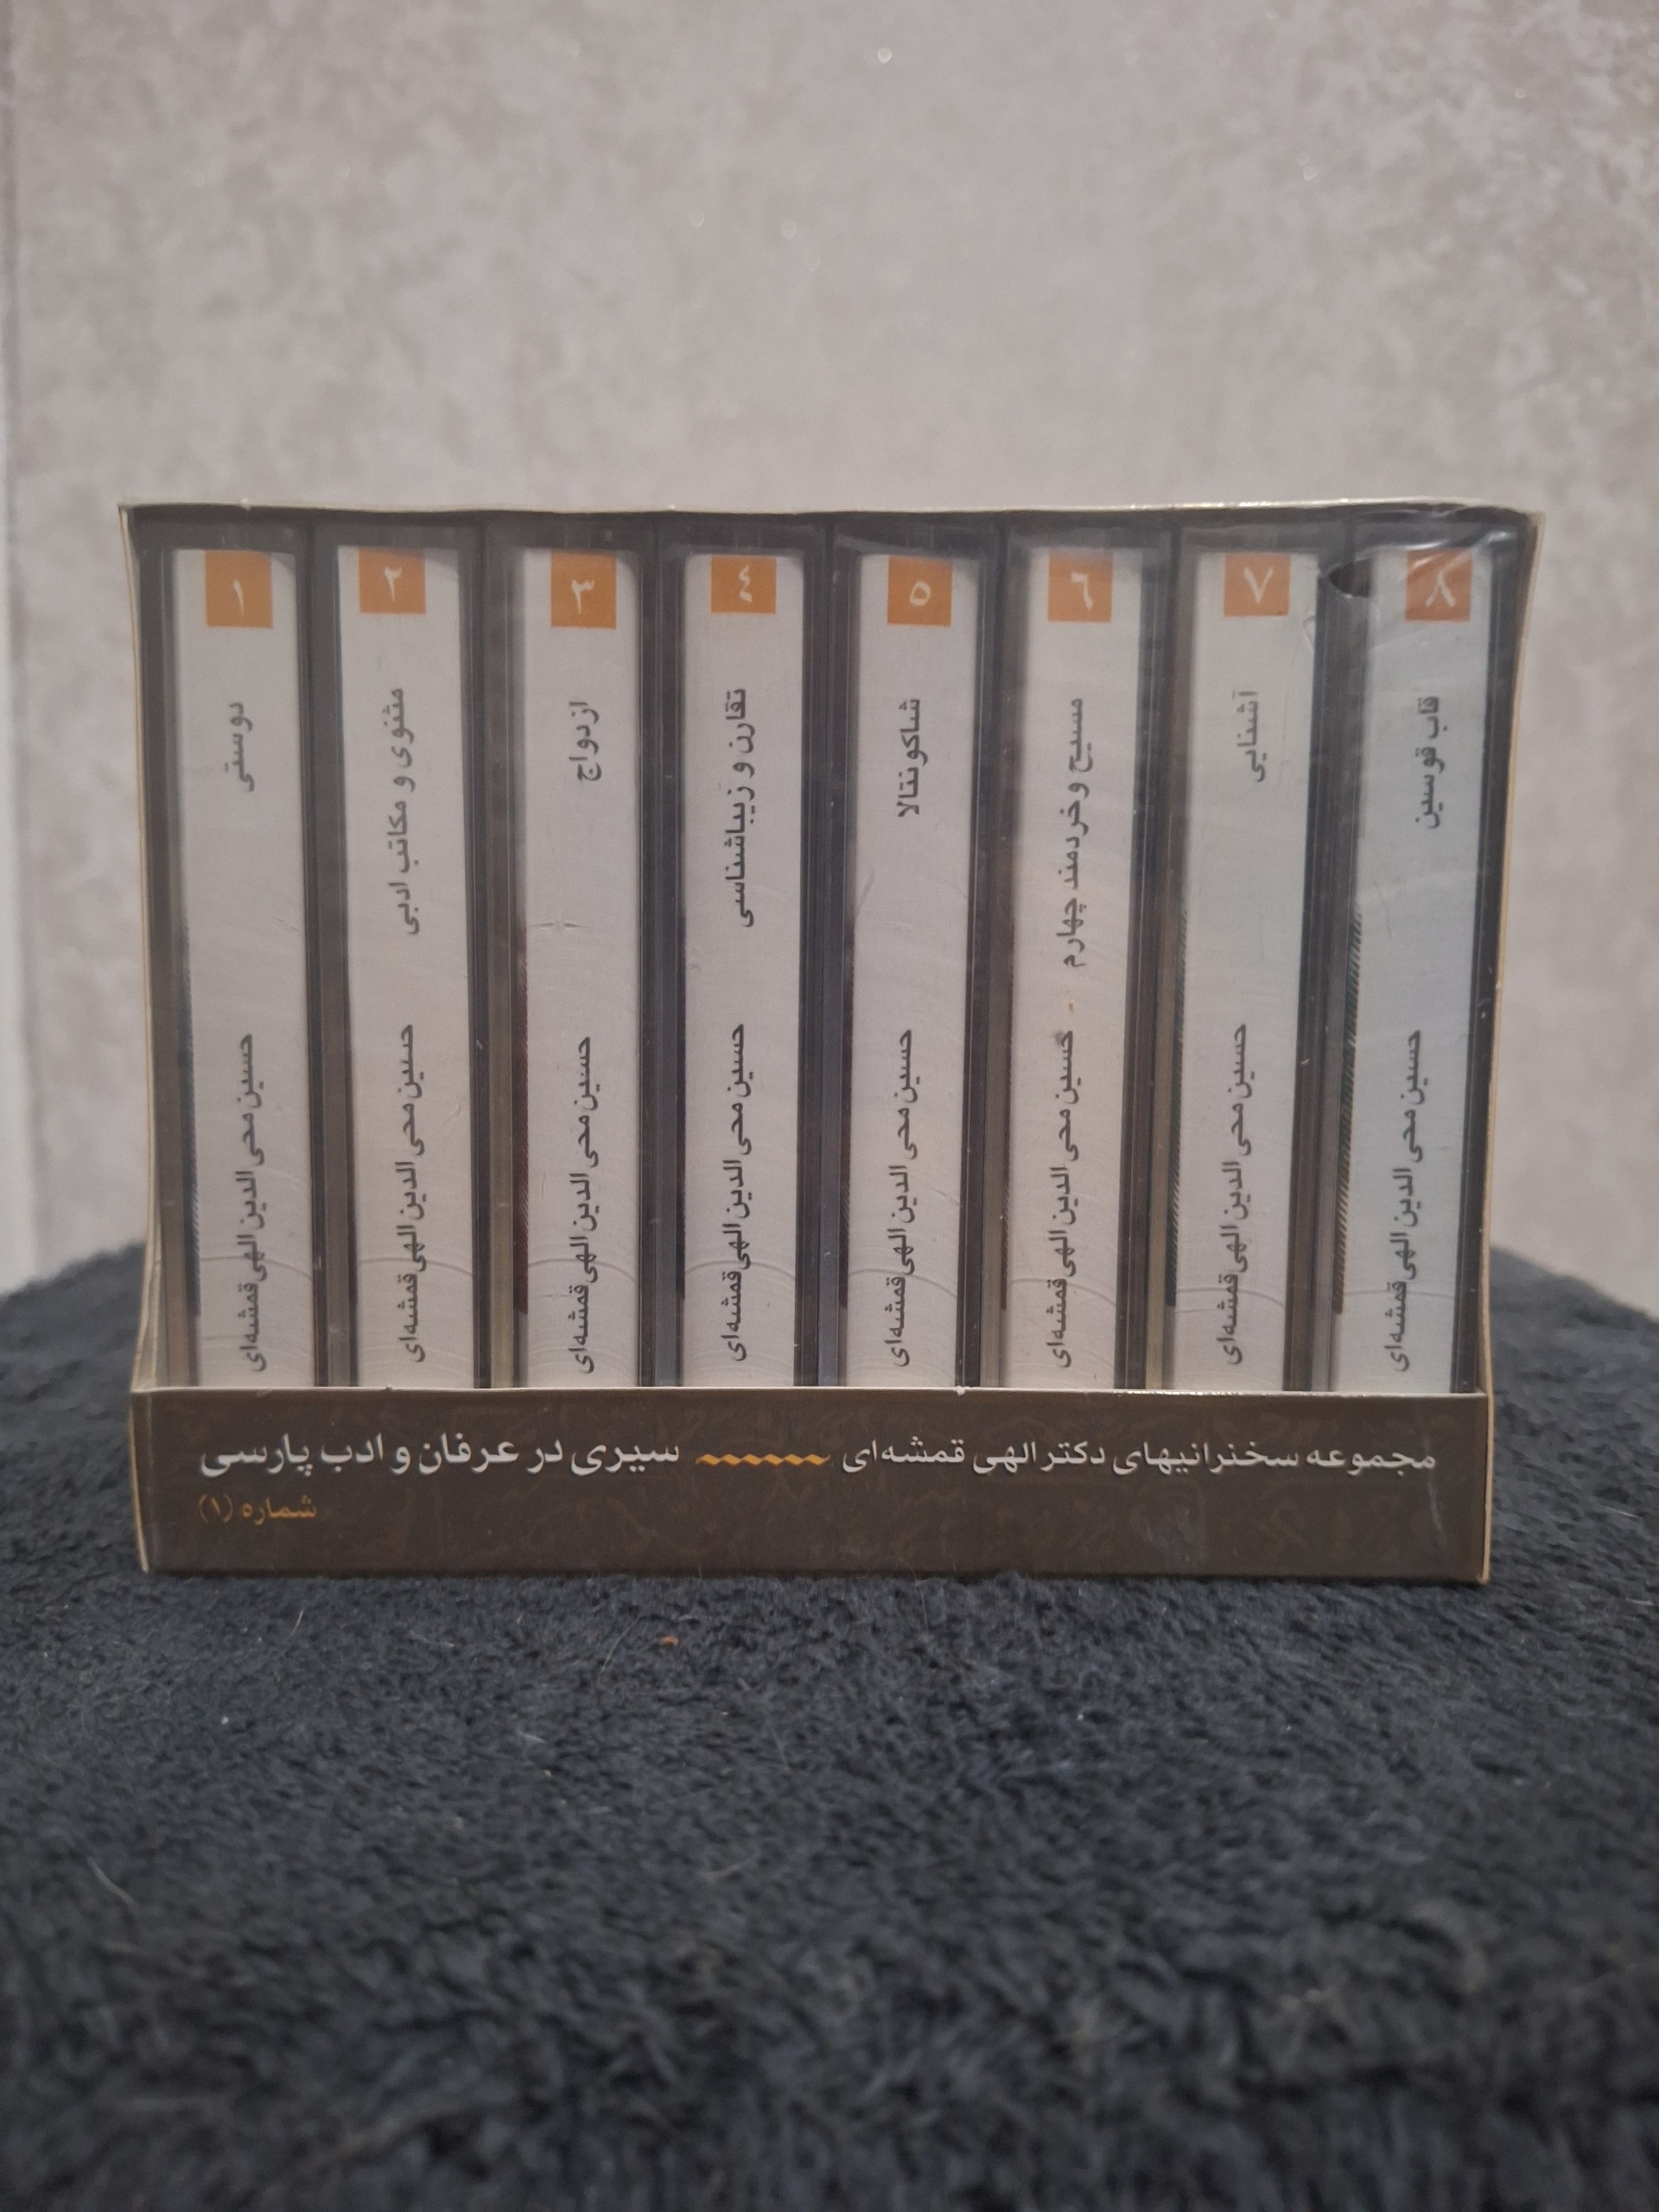 ۱
دوستی
حسین محی الدین الهی قمشه‌ای
۲
مثنوی و مکاتب ادبی
حسین محی الدین الهی قمشه‌ای
۳
ازدواج
حسین محی الدین الهی قمشه‌ای
٤
تقارن و زیباشناسی
حسین محی الدین الهی قمشه‌ای
۵
شاکونتالا
حسین محی الدین الهی قمشه‌ای
٦
مسیح و خردمند چهارم
حسین محی الدین الهی قمشه‌ای
۷
آشنایی
حسین محی الدین الهی قمشه‌ای
۸
قاب قوسین
حسین محی الدین الهی قمشه‌ای
مجموعه سخنرانیهای دکتر الهی قمشه‌ای سیری در عرفان و ادب پارسی
شماره (۱)